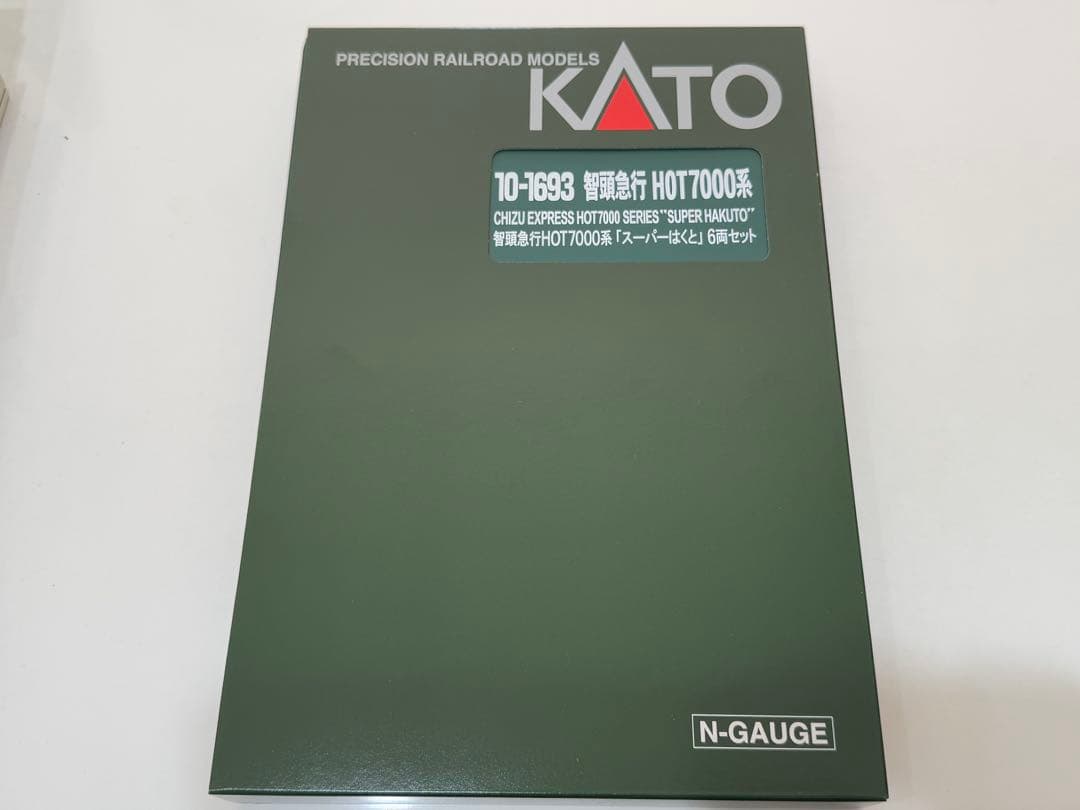 PRECISION RAILROAD MODELS
KATO
10-1693 智頭急行 HOT7000系
CHIZU EXPRESS HOT7000 SERIES "SUPER HAKUTO"
智頭急行HOT7000系「スーパーはくと」6両セット
N-GAUGE